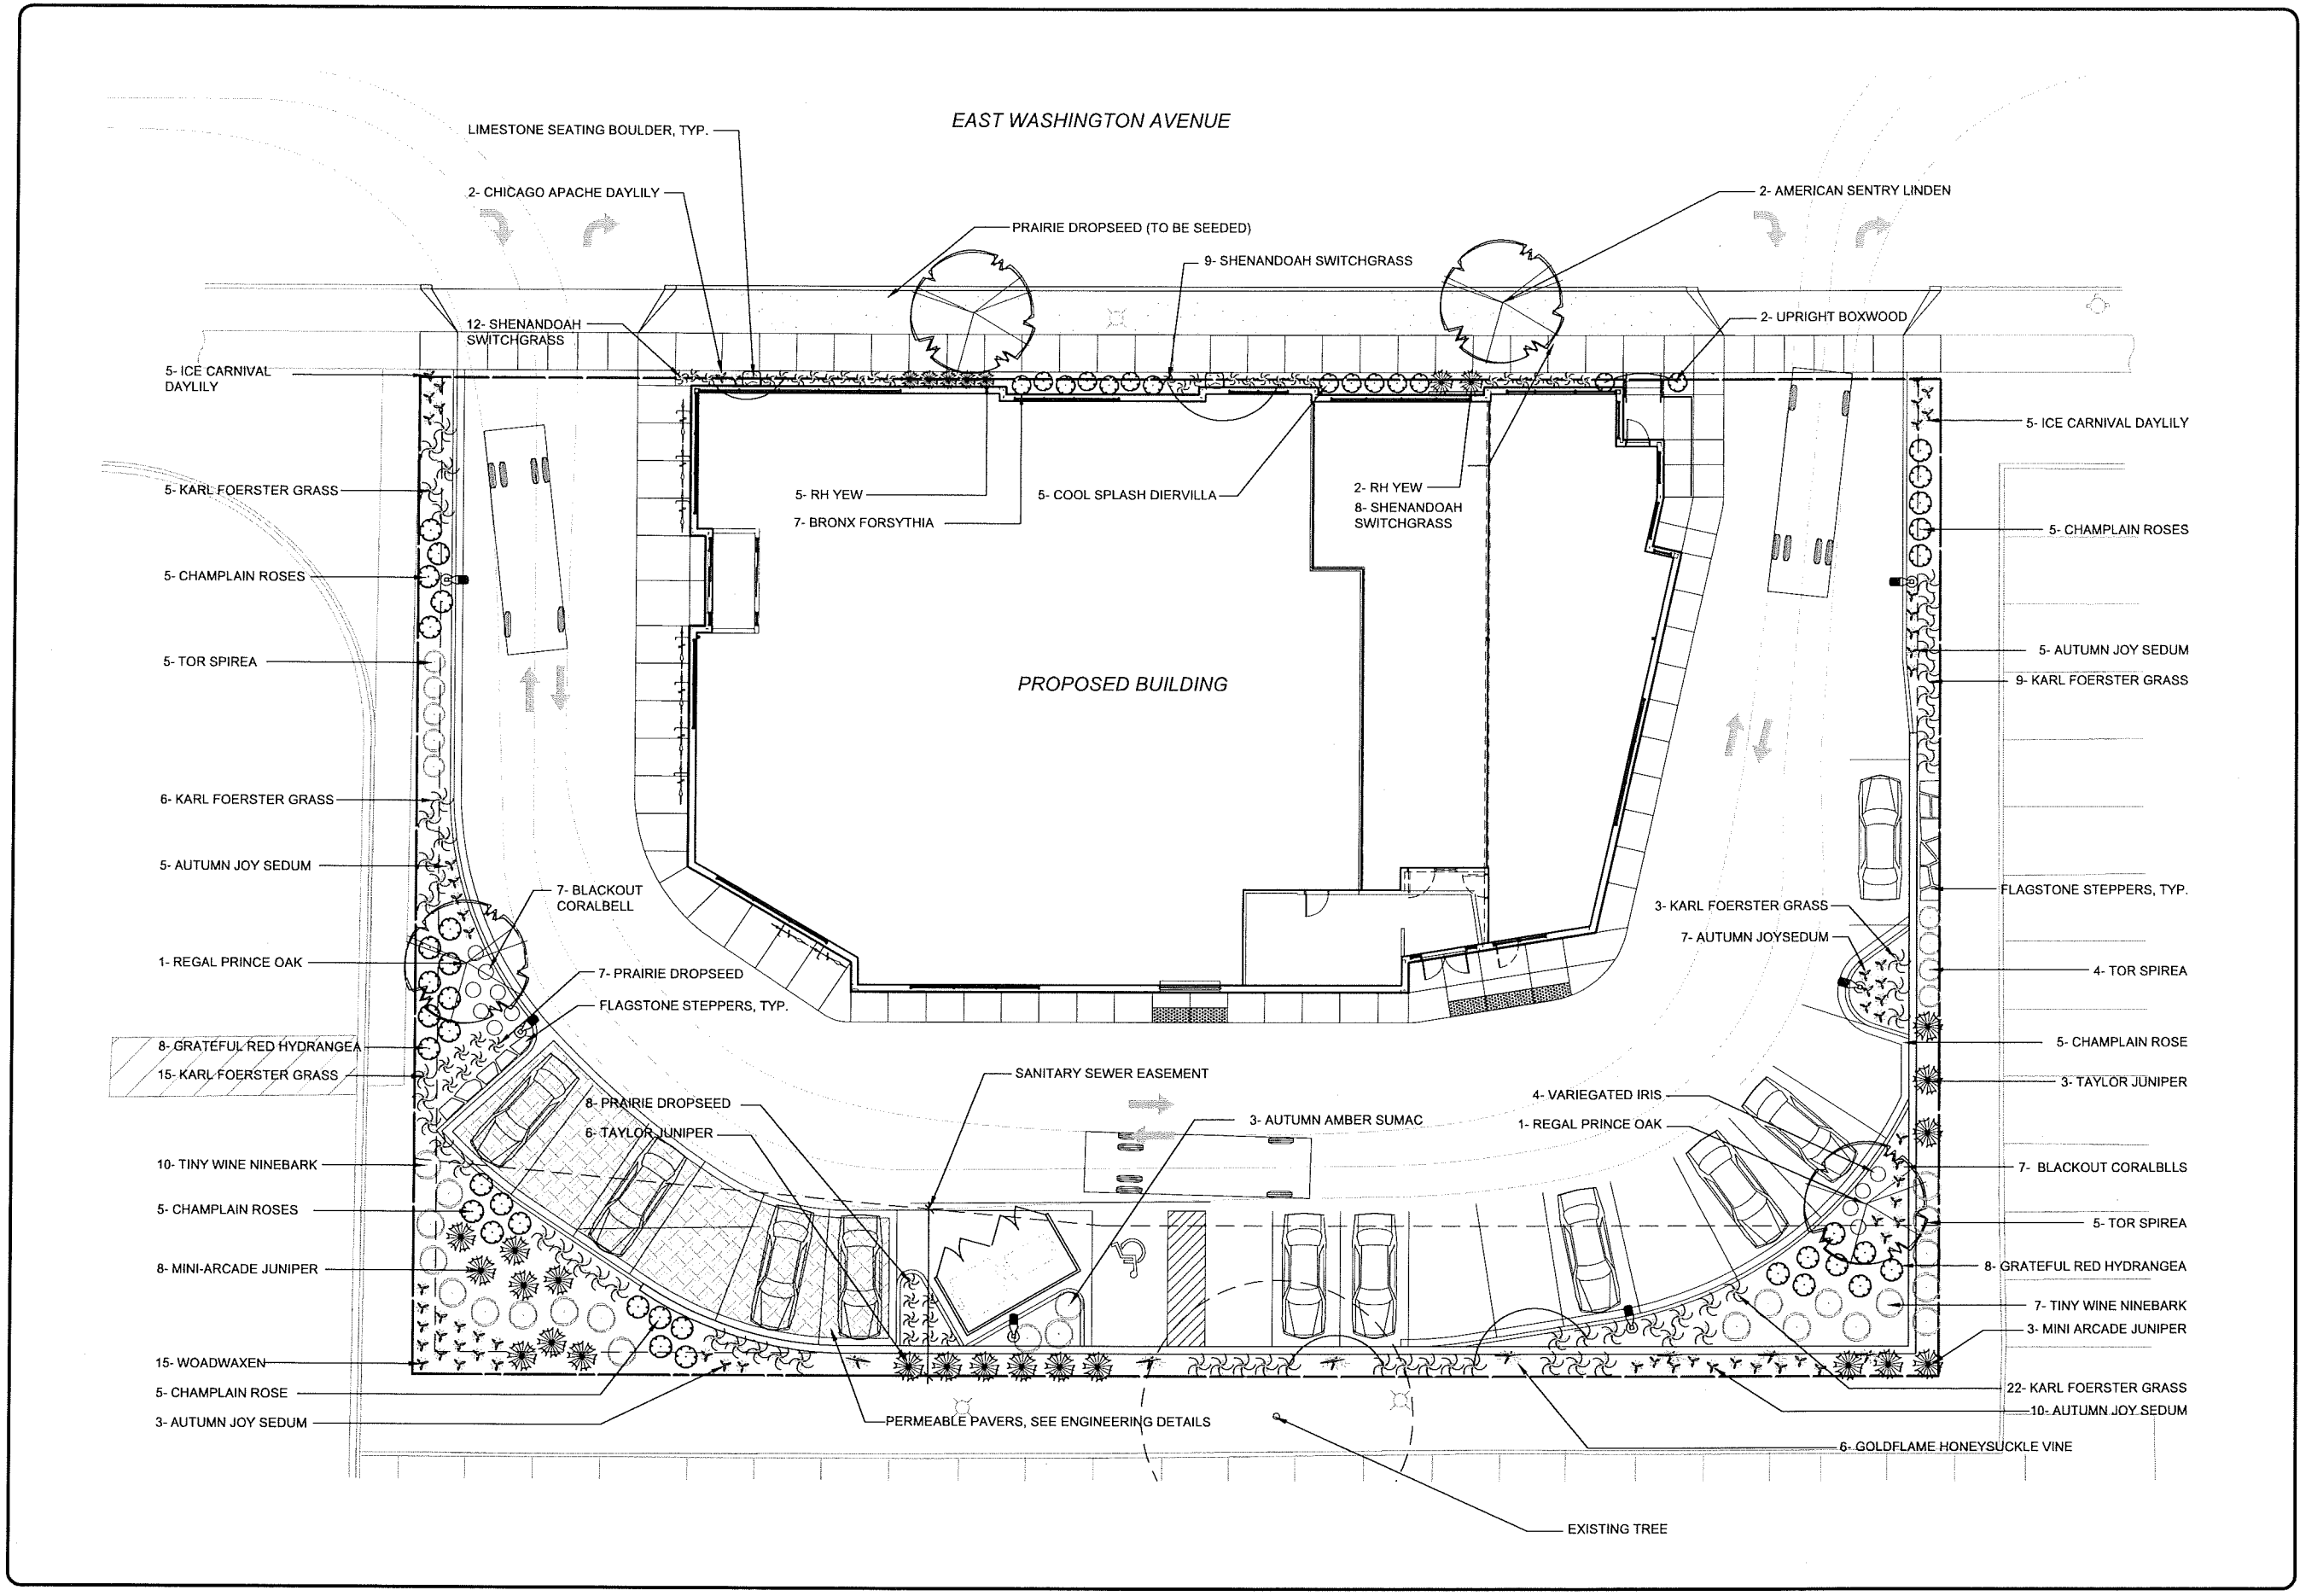 EAST WASHINGTON AVENUE
LIMESTONE SEATING BOULDER, TYP.
2- CHICAGO APACHE DAYLILY
2- AMERICAN SENTRY LINDEN
PRAIRIE DROPSEED (TO BE SEEDED)
9- SHENANDOAH SWITCHGRASS
12- SHENANDOAH
SWITCHGRASS
2- UPRIGHT BOXWOOD
5- ICE CARNIVAL
DAYLILY
5- ICE CARNIVAL DAYLILY
5- KARL FOERSTER GRASS
5- RH YEW
7- BRONX FORSYTHIA
5- COOL SPLASH DIERVILLA
2- RH YEW
8- SHENANDOAH
SWITCHGRASS
5- CHAMPLAIN ROSES
5- CHAMPLAIN ROSES
5- TOR SPIREA
5- AUTUMN JOY SEDUM
9- KARL FOERSTER GRASS
PROPOSED BUILDING
6- KARL FOERSTER GRASS
5- AUTUMN JOY SEDUM
7- BLACKOUT
CORALBELL
FLAGSTONE STEPPERS, TYP.
3- KARL FOERSTER GRASS
7- AUTUMN JOYSEDUM
1- REGAL PRINCE OAK
7- PRAIRIE DROPSEED
4- TOR SPIREA
FLAGSTONE STEPPERS, TYP.
8- GRATEFUL RED HYDRANGEA
5- CHAMPLAIN ROSE
15- KARL FOERSTER GRASS
SANITARY SEWER EASEMENT
3- TAYLOR JUNIPER
8- PRAIRIE DROPSEED
4- VARIEGATED IRIS
6- TAYLOR JUNIPER
3- AUTUMN AMBER SUMAC
1- REGAL PRINCE OAK
10- TINY WINE NINEBARK
7- BLACKOUT CORALBLLS
5- CHAMPLAIN ROSES
5- TOR SPIREA
8- MINI-ARCADE JUNIPER
8- GRATEFUL RED HYDRANGEA
7- TINY WINE NINEBARK
3- MINI ARCADE JUNIPER
15- WOADWAXEN
5- CHAMPLAIN ROSE
22- KARL FOERSTER GRASS
3- AUTUMN JOY SEDUM
PERMEABLE PAVERS, SEE ENGINEERING DETAILS
10- AUTUMN JOY SEDUM
6- GOLDFLAME HONEYSUCKLE VINE
EXISTING TREE